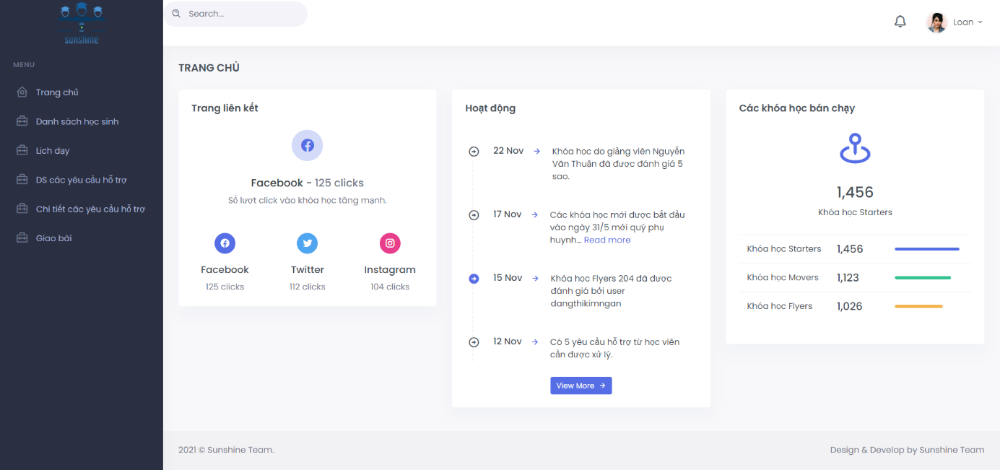 sunshine
MENU
Trang chủ
Danh sách học sinh
Lịch dạy
DS các yêu cầu hỗ trợ
Chi tiết các yêu cầu hỗ trợ
Giao bài
Search...
Loan
TRANG CHỦ
Trang liên kết
Facebook - 125 clicks
Số lượt click vào khóa học tăng mạnh.
Facebook
125 clicks
Twitter
112 clicks
Instagram
104 clicks
Hoạt động
22 Nov
Khóa học do giảng viên Nguyễn
Văn Thuận đã được đánh giá 5
sao.
17 Nov
Các khóa học mới được bắt đầu
vào ngày 31/5 mới quý phụ
huynh... Read more
15 Nov
Khóa học Flyers 204 đã được
đánh giá bởi user
dangthikimngan
12 Nov
Có 5 yêu cầu hỗ trợ từ học viên
cần được xử lý.
View More
Các khóa học bán chạy
1,456
Khóa học Starters
Khóa học Starters 1,456
Khóa học Movers 1,123
Khóa học Flyers 1,026
2021 © Sunshine Team.
Design & Develop by Sunshine Team